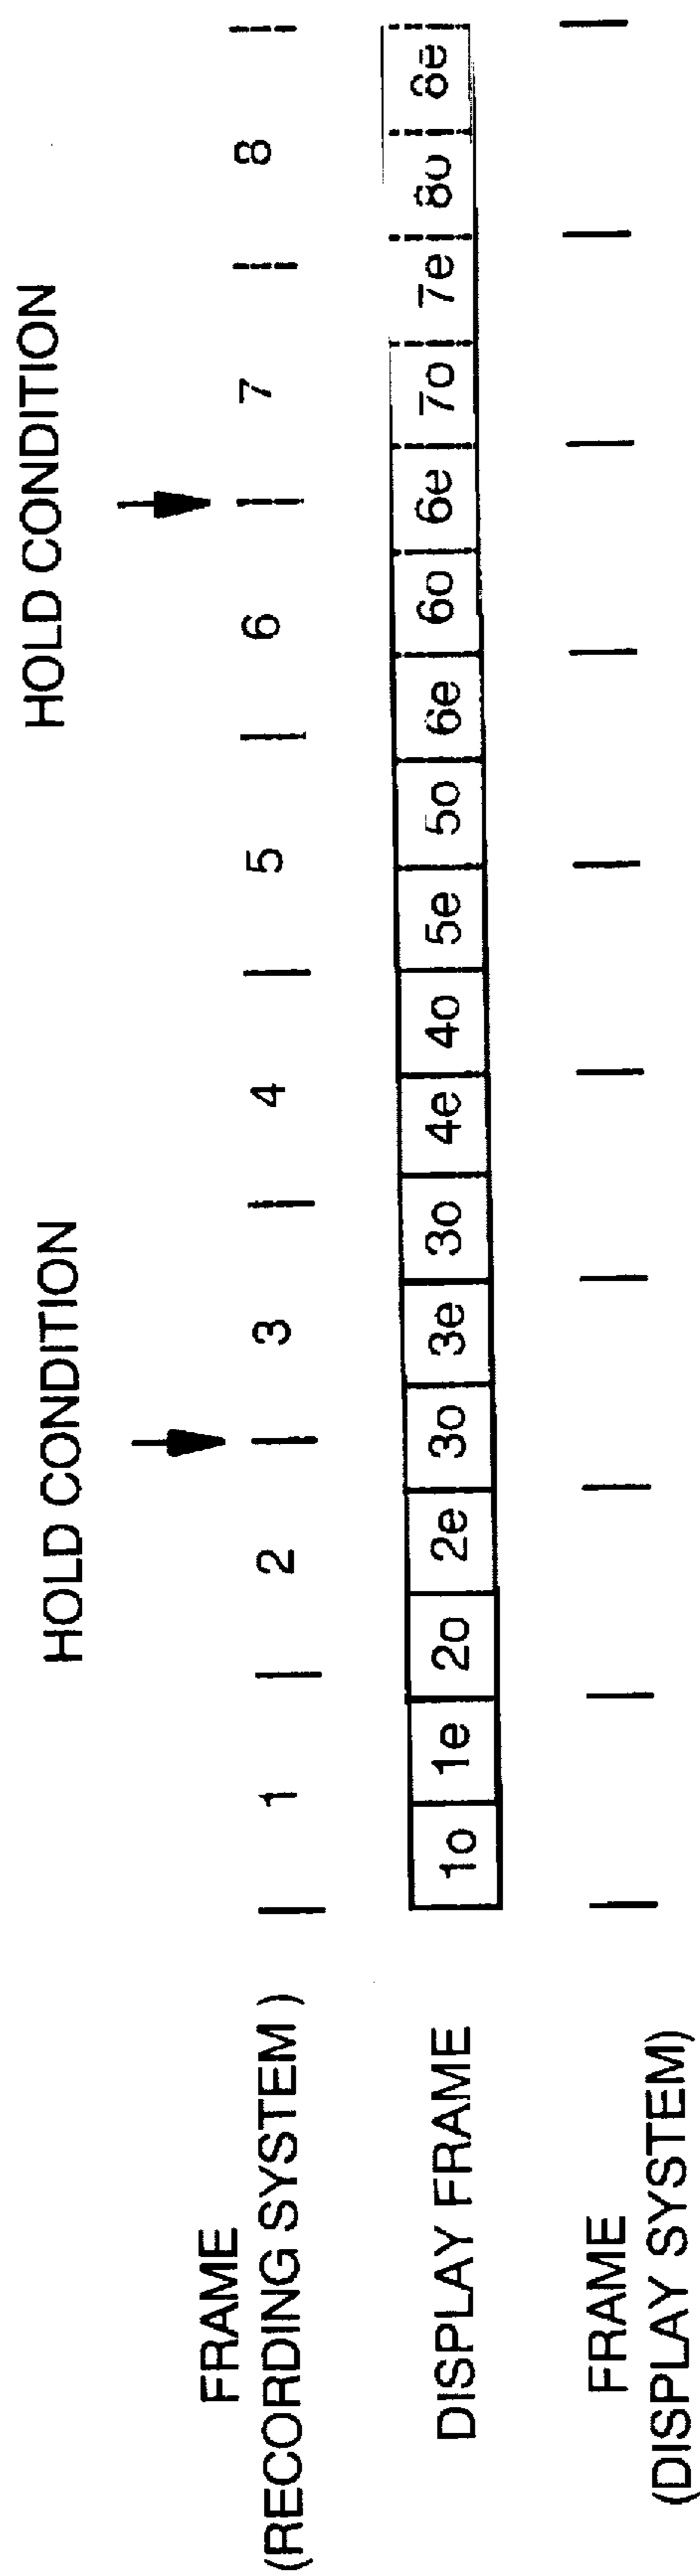 HOLD CONDITION HOLD CONDITION
FRAME
(RECORDING SYSTEM ) 1 2 3 4 5 6 7 8
DISPLAY FRAME 1o 1e 2o 2e 3o 3e 3o 4e 4o 5e 5o 6e 6o 6e 7o 7e 8o 8e
FRAME
(DISPLAY SYSTEM)